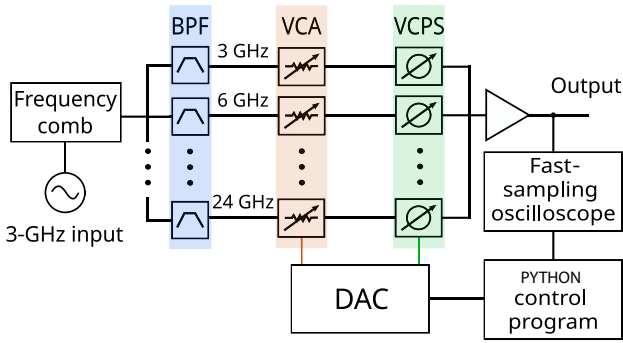 BPF
VCA
VCPS
3 GHz
Frequency
comb
6 GHz
Output
24 GHz
3-GHz input
Fast-
sampling
oscilloscope
DAC
PYTHON
control
program